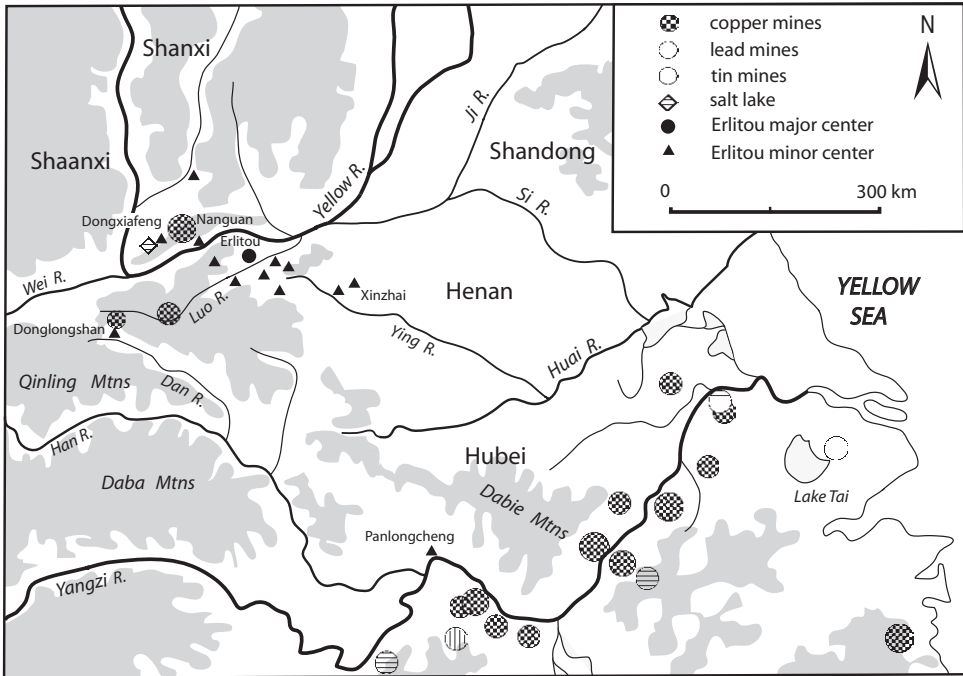 copper mines
lead mines
tin mines
salt lake
Erlitou major center
Erlitou minor center
0
300 km
N
Shanxi
Ji R.
Shandong
Shaanxi
Yellow R.
Si R.
Dongxiafeng
Nanguan
Erlitou
Wei R.
Luo R.
Xinzhai
Henan
YELLOW
SEA
Donglongshan
Ying R.
Huai R.
Qinling Mtns
Dan R.
Han R.
Hubei
Daba Mtns
Dabie Mtns
Lake Tai
Panlongcheng
Yangzi R.